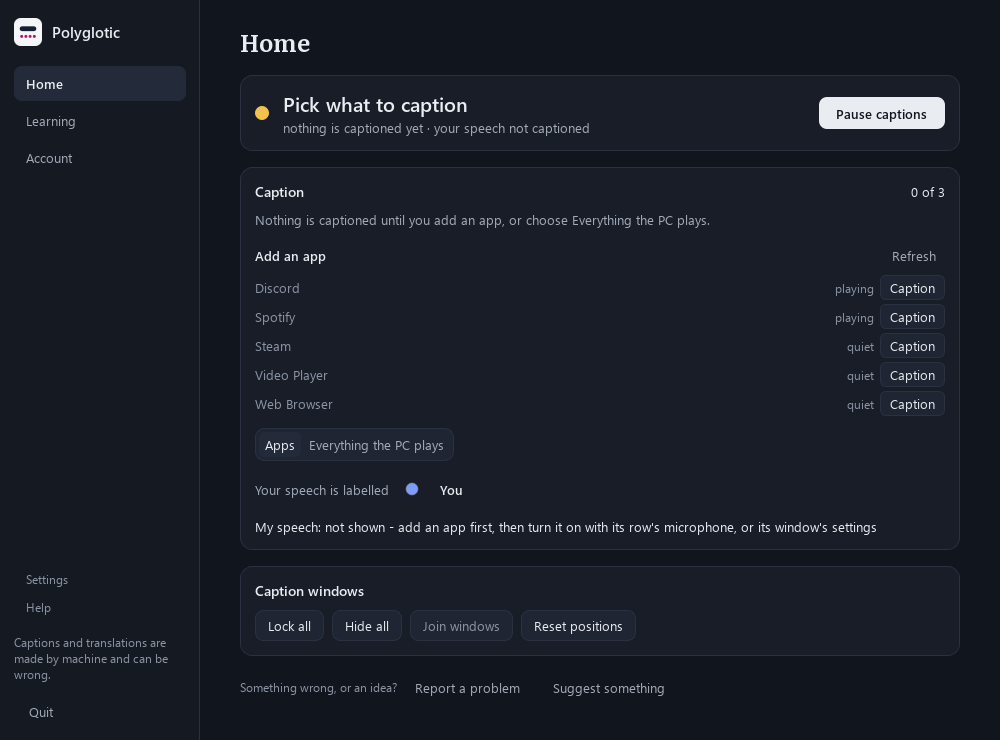 Polyglotic
Home
Learning
Account
Settings
Help
Captions and translations are
made by machine and can be
wrong.
Quit
Home
Pick what to caption
nothing is captioned yet · your speech not captioned
Pause captions
Caption
0 of 3
Nothing is captioned until you add an app, or choose Everything the PC plays.
Add an app
Refresh
Discord playing Caption
Spotify playing Caption
Steam quiet Caption
Video Player quiet Caption
Web Browser quiet Caption
Apps Everything the PC plays
Your speech is labelled You
My speech: not shown - add an app first, then turn it on with its row's microphone, or its window's settings
Caption windows
Lock all Hide all Join windows Reset positions
Something wrong, or an idea? Report a problem Suggest something